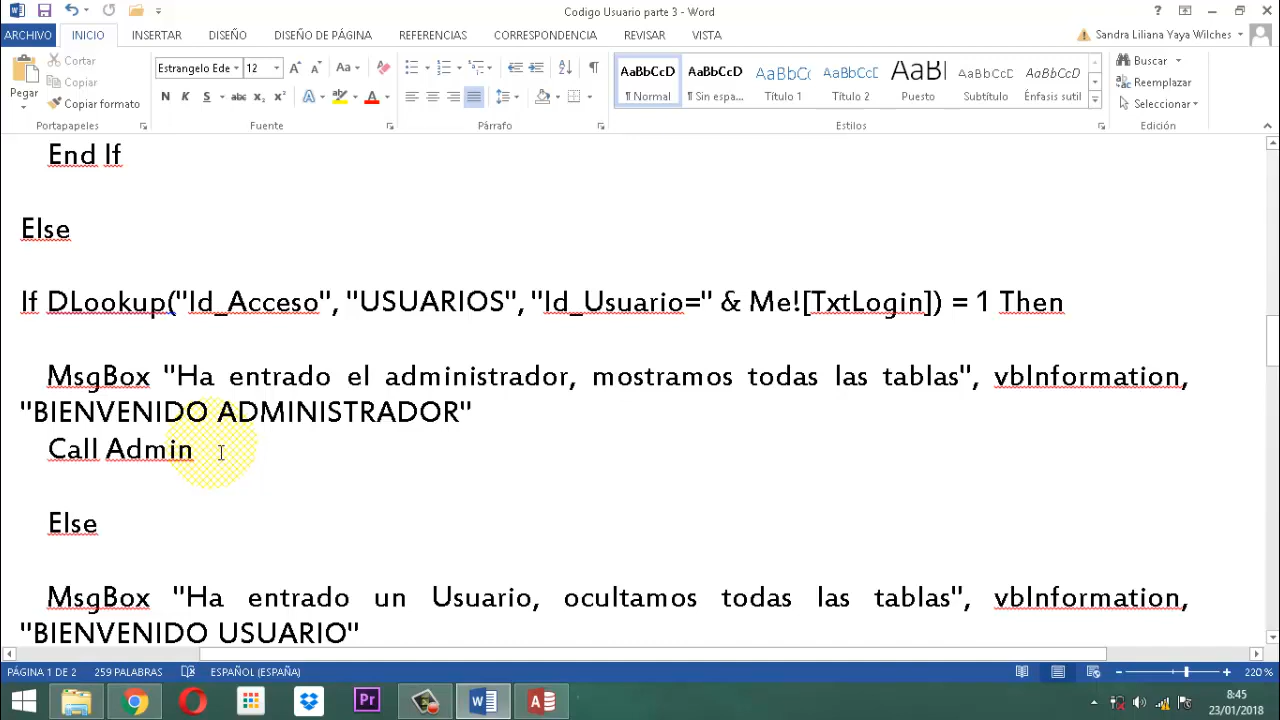 Codigo Usuario parte 3 - Word
ARCHIVO INICIO INSERTAR DISEÑO DISEÑO DE PÁGINA REFERENCIAS CORRESPONDENCIA REVISAR VISTA Sandra Liliana Yaya Wilches
Pegar
Cortar
Copiar
Copiar formato
Portapapeles
Estrangelo Ede 12
N K S abc x₂ x²
Fuente
Párrafo
AaBbCcD AaBbCcD AaBbCcD AaBbCcD AaBl AaBbCcD AaBbCcD
¶ Normal ¶ Sin espa... Título 1 Título 2 Puesto Subtítulo Énfasis sutil
Estilos
Buscar
Reemplazar
Seleccionar
Edición
End If
Else
If DLookup("Id_Acceso", "USUARIOS", "Id_Usuario=" & Me![TxtLogin]) = 1 Then
MsgBox "Ha entrado el administrador, mostramos todas las tablas", vbInformation,
"BIENVENIDO ADMINISTRADOR"
Call Admin
Else
MsgBox "Ha entrado un Usuario, ocultamos todas las tablas", vbInformation,
"BIENVENIDO USUARIO"
PÁGINA 1 DE 2 259 PALABRAS ESPAÑOL (ESPAÑA) 220 %
8:45
23/01/2018